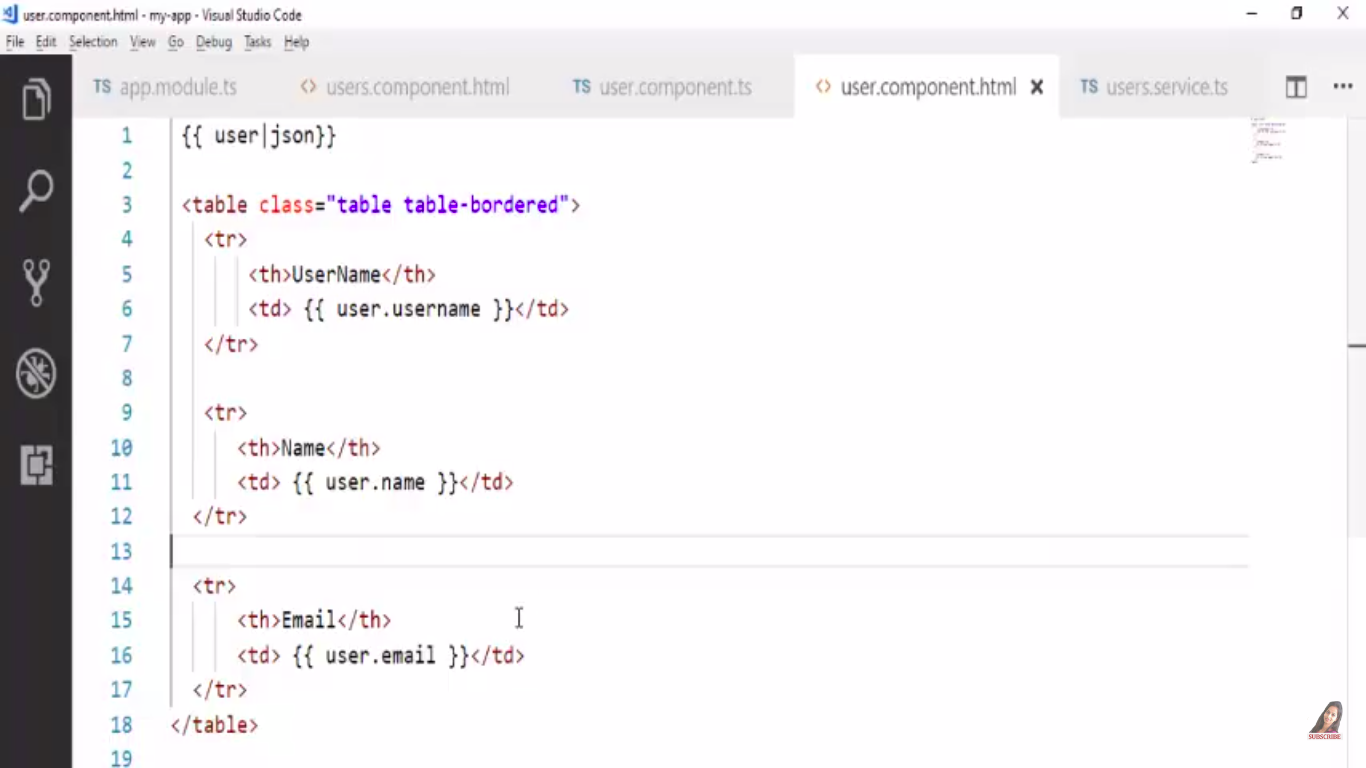 user.component.html - my-app - Visual Studio Code
File Edit Selection View Go Debug Tasks Help
TS app.module.ts <> users.component.html TS user.component.ts <> user.component.html TS users.service.ts
1 {{ user|json}}
2
3 <table class="table table-bordered">
4 <tr>
5 <th>UserName</th>
6 <td> {{ user.username }}</td>
7 </tr>
8
9 <tr>
10 <th>Name</th>
11 <td> {{ user.name }}</td>
12 </tr>
13
14 <tr>
15 <th>Email</th>
16 <td> {{ user.email }}</td>
17 </tr>
18 </table>
19
SUBSCRIBE